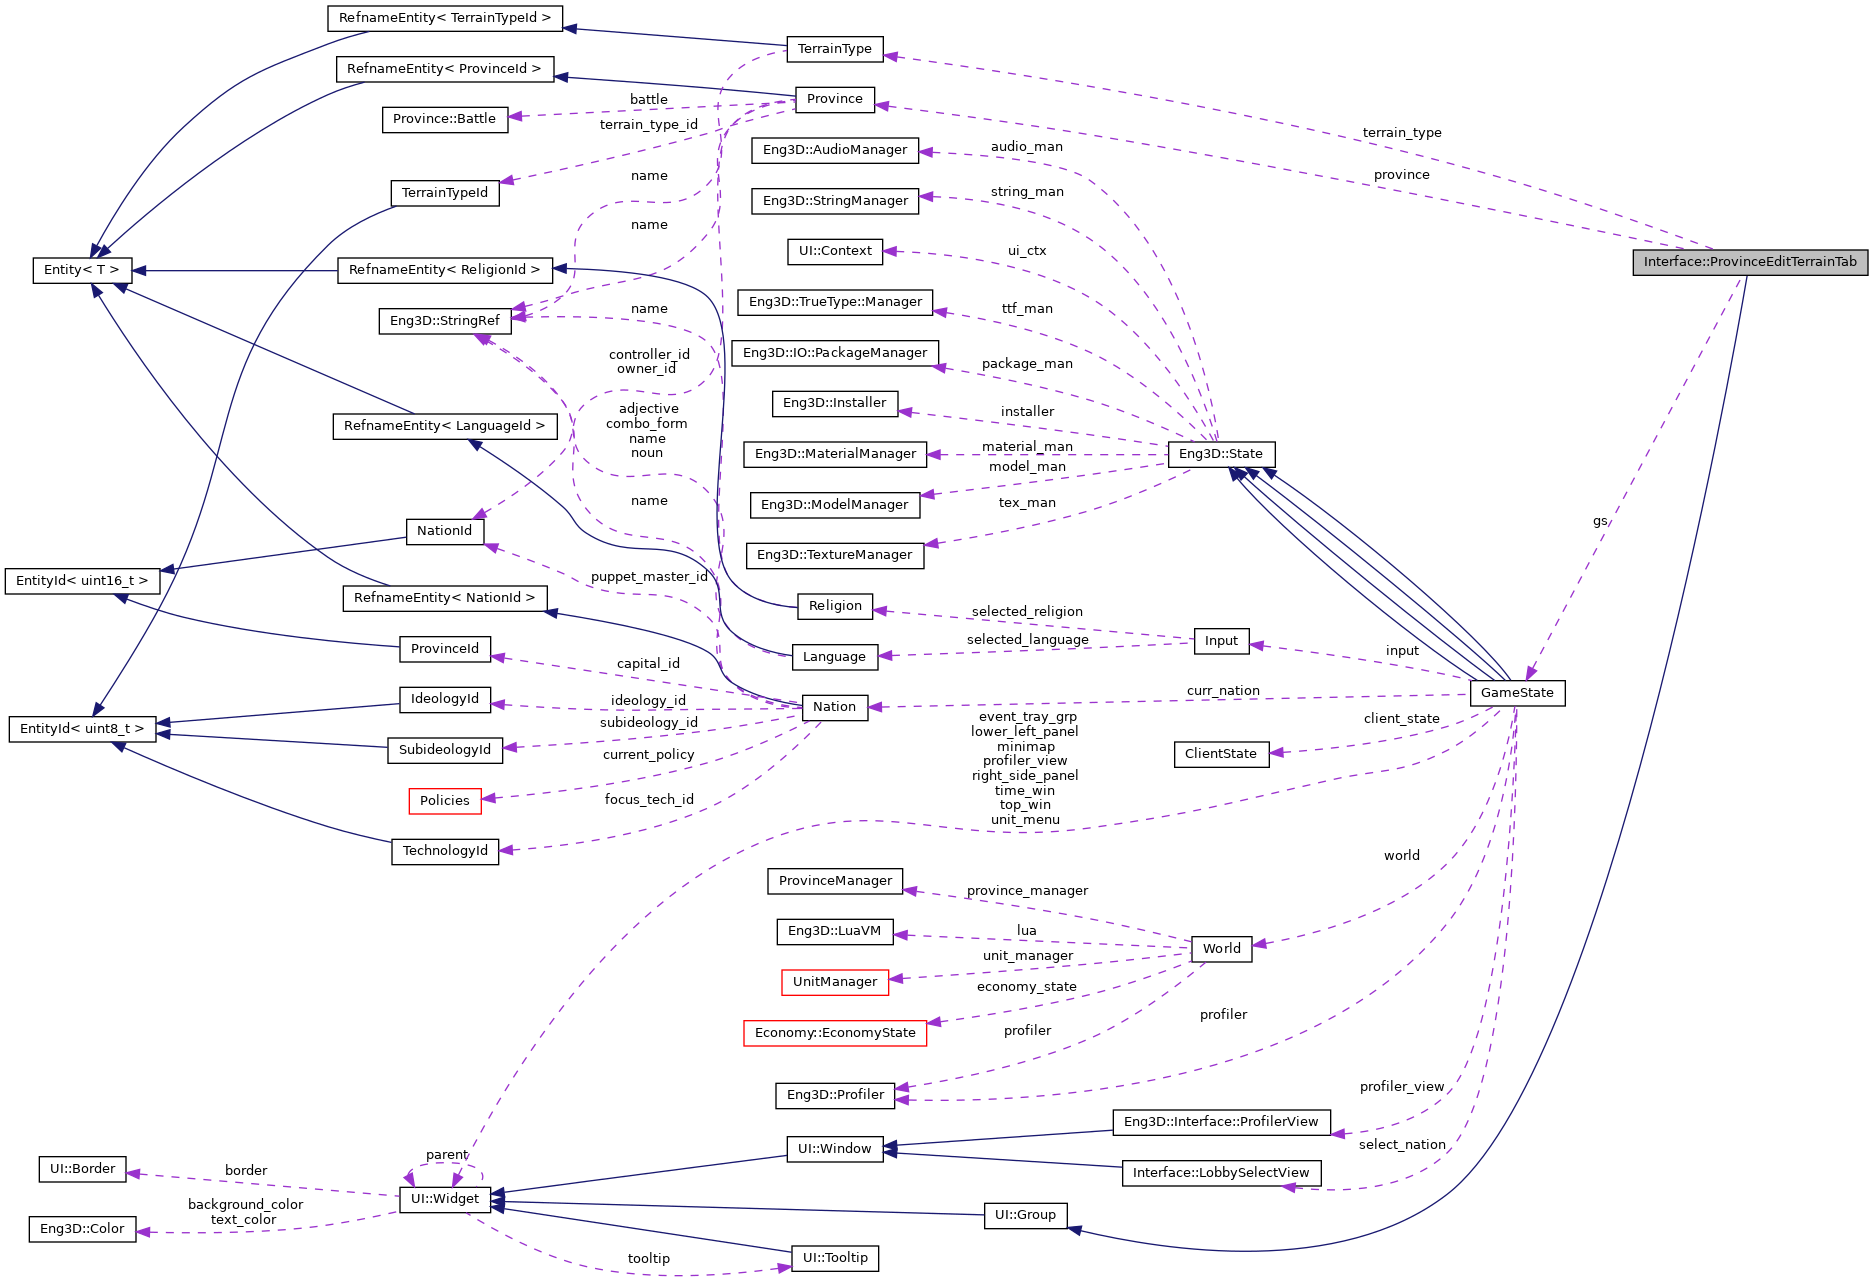 RefnameEntity< TerrainTypeId >
TerrainType
RefnameEntity< ProvinceId >
Province
battle
Province::Battle
terrain_type_id
terrain_type
audio_man
Eng3D::AudioManager
province
name
TerrainTypeId
string_man
Eng3D::StringManager
name
ui_ctx
UI::Context
Interface::ProvinceEditTerrainTab
Entity< T >
RefnameEntity< ReligionId >
Eng3D::TrueType::Manager
ttf_man
name
Eng3D::StringRef
controller_id
owner_id
Eng3D::IO::PackageManager
package_man
Eng3D::Installer
installer
adjective
combo_form
name
noun
RefnameEntity< LanguageId >
material_man
Eng3D::MaterialManager
Eng3D::State
model_man
name
Eng3D::ModelManager
tex_man
gs
NationId
Eng3D::TextureManager
EntityId< uint16_t >
puppet_master_id
RefnameEntity< NationId >
Religion
selected_religion
selected_language
Input
input
ProvinceId
Language
capital_id
IdeologyId
ideology_id
Nation
curr_nation
GameState
EntityId< uint8_t >
subideology_id
SubideologyId
event_tray_grp
lower_left_panel
minimap
profiler_view
right_side_panel
time_win
top_win
unit_menu
client_state
ClientState
current_policy
Policies
focus_tech_id
TechnologyId
world
ProvinceManager
province_manager
Eng3D::LuaVM
lua
World
unit_manager
UnitManager
economy_state
Economy::EconomyState
profiler
profiler
Eng3D::Profiler
profiler_view
Eng3D::Interface::ProfilerView
UI::Window
select_nation
parent
UI::Border
border
Interface::LobbySelectView
UI::Widget
background_color
text_color
Eng3D::Color
UI::Group
tooltip
UI::Tooltip